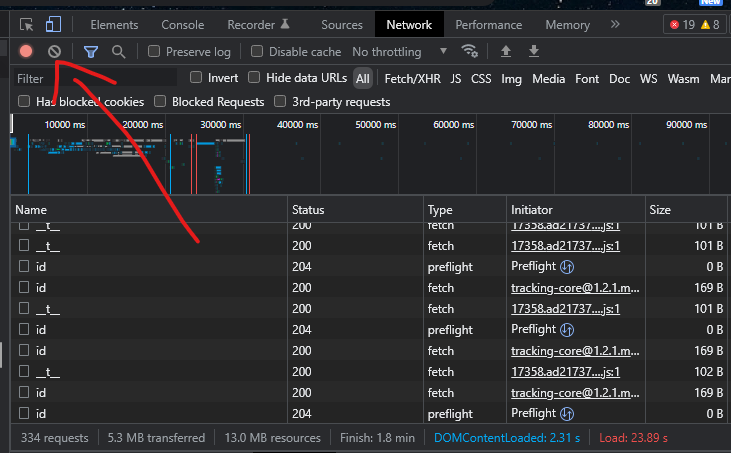 20 New
Elements Console Recorder Sources Network Performance Memory 19 8
Preserve log Disable cache No throttling
Filter Invert Hide data URLs All Fetch/XHR JS CSS Img Media Font Doc WS Wasm Mar
Has blocked cookies Blocked Requests 3rd-party requests
10000 ms 20000 ms 30000 ms 40000 ms 50000 ms 60000 ms 70000 ms 80000 ms 90000 ms
Name Status Type Initiator Size
__t__ 200 fetch 17358.ad21737....js:1 101 B
__t__ 200 fetch 17358.ad21737....js:1 101 B
id 204 preflight Preflight 0 B
id 200 fetch tracking-core@1.2.1.m... 169 B
__t__ 200 fetch 17358.ad21737....js:1 101 B
id 204 preflight Preflight 0 B
id 200 fetch tracking-core@1.2.1.m... 169 B
__t__ 200 fetch 17358.ad21737....js:1 102 B
id 200 fetch tracking-core@1.2.1.m... 169 B
id 204 preflight Preflight 0 B
334 requests 5.3 MB transferred 13.0 MB resources Finish: 1.8 min DOMContentLoaded: 2.31 s Load: 23.89 s